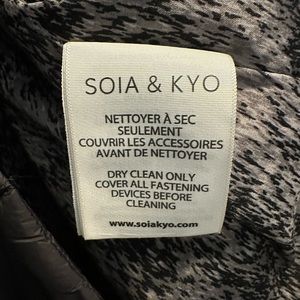 SOIA & KYO
NETTOYER À SEC
SEULEMENT
COUVRIR LES ACCESSOIRES
AVANT DE NETTOYER
DRY CLEAN ONLY
COVER ALL FASTENING
DEVICES BEFORE
CLEANING
www.soiakyo.com